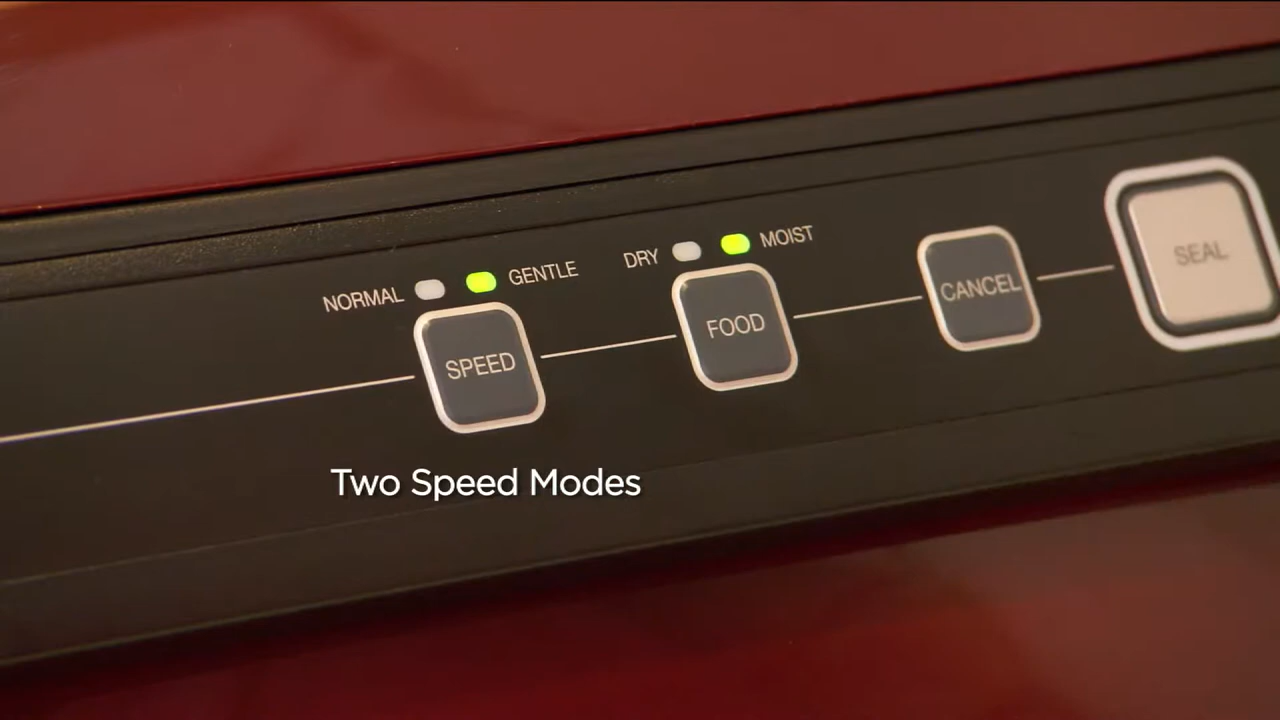 NORMAL GENTLE
DRY MOIST
SPEED
FOOD
CANCEL
SEAL
Two Speed Modes